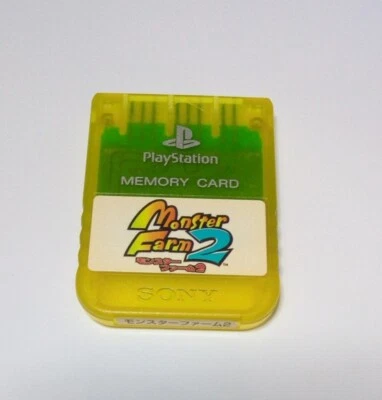 PlayStation
MEMORY CARD
Monster
Farm 2
モンスター
ファーム2
TM
SONY
モンスターファーム2